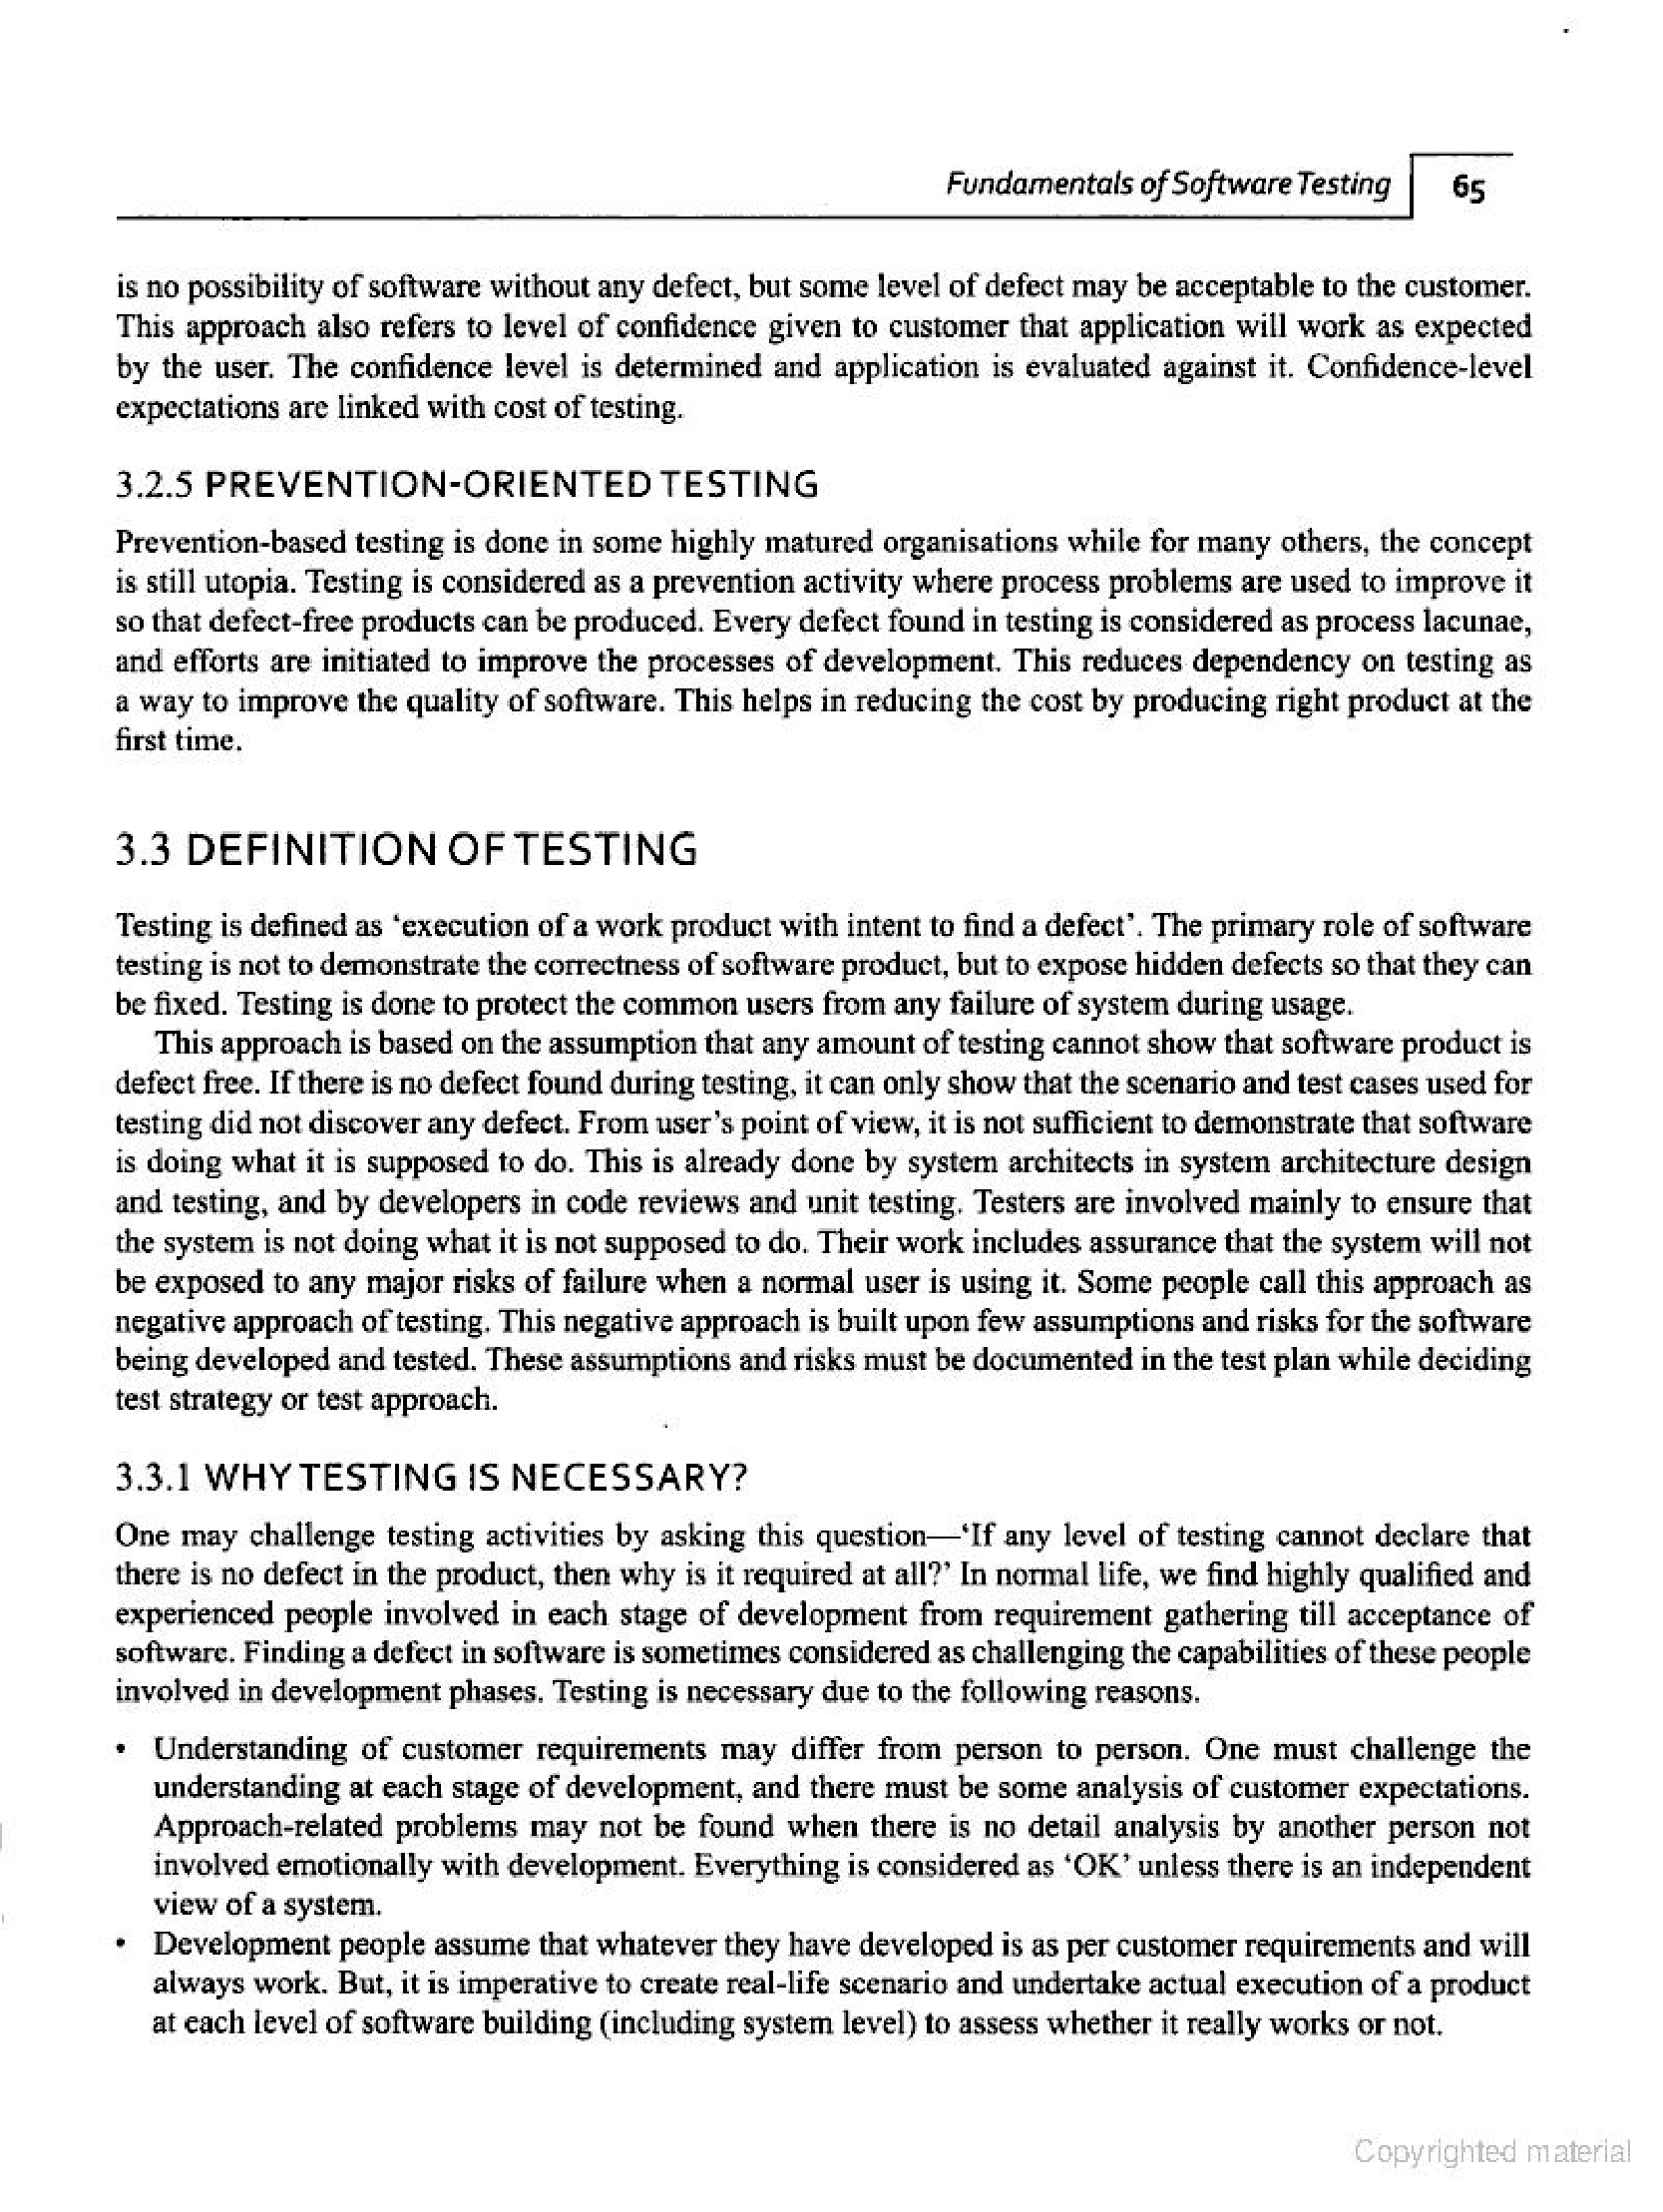 Fundamentals of Software Testing 65
is no possibility of software without any defect, but some level of defect may be acceptable to the customer.
This approach also refers to level of confidence given to customer that application will work as expected
by the user. The confidence level is determined and application is evaluated against it. Confidence-level
expectations are linked with cost of testing.
3.2.5 PREVENTION-ORIENTED TESTING
Prevention-based testing is done in some highly matured organisations while for many others, the concept
is still utopia. Testing is considered as a prevention activity where process problems are used to improve it
so that defect-free products can be produced. Every defect found in testing is considered as process lacunae,
and efforts are initiated to improve the processes of development. This reduces dependency on testing as
a way to improve the quality of software. This helps in reducing the cost by producing right product at the
first time.
3.3 DEFINITION OF TESTING
Testing is defined as ‘execution of a work product with intent to find a defect’. The primary role of software
testing is not to demonstrate the correctness of software product, but to expose hidden defects so that they can
be fixed. Testing is done to protect the common users from any failure of system during usage.
This approach is based on the assumption that any amount of testing cannot show that software product is
defect free. If there is no defect found during testing, it can only show that the scenario and test cases used for
testing did not discover any defect. From user’s point of view, it is not sufficient to demonstrate that software
is doing what it is supposed to do. This is already done by system architects in system architecture design
and testing, and by developers in code reviews and unit testing. Testers are involved mainly to ensure that
the system is not doing what it is not supposed to do. Their work includes assurance that the system will not
be exposed to any major risks of failure when a normal user is using it. Some people call this approach as
negative approach of testing. This negative approach is built upon few assumptions and risks for the software
being developed and tested. These assumptions and risks must be documented in the test plan while deciding
test strategy or test approach.
3.3.1 WHY TESTING IS NECESSARY?
One may challenge testing activities by asking this question—‘If any level of testing cannot declare that
there is no defect in the product, then why is it required at all?’ In normal life, we find highly qualified and
experienced people involved in each stage of development from requirement gathering till acceptance of
software. Finding a defect in software is sometimes considered as challenging the capabilities of these people
involved in development phases. Testing is necessary due to the following reasons.
• Understanding of customer requirements may differ from person to person. One must challenge the
understanding at each stage of development, and there must be some analysis of customer expectations.
Approach-related problems may not be found when there is no detail analysis by another person not
involved emotionally with development. Everything is considered as ‘OK’ unless there is an independent
view of a system.
• Development people assume that whatever they have developed is as per customer requirements and will
always work. But, it is imperative to create real-life scenario and undertake actual execution of a product
at each level of software building (including system level) to assess whether it really works or not.
Copyrighted material